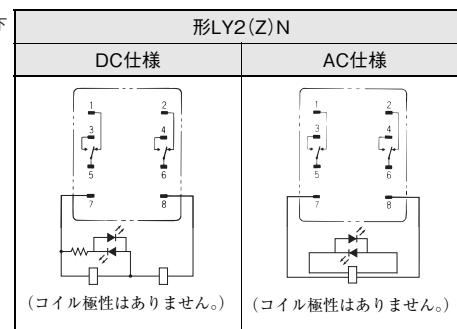 下
形LY2(Z)N
DC仕様
AC仕様
1 2
3 4
5 6
7 8
(コイル極性はありません。)
1 2
3 4
5 6
7 8
(コイル極性はありません。)